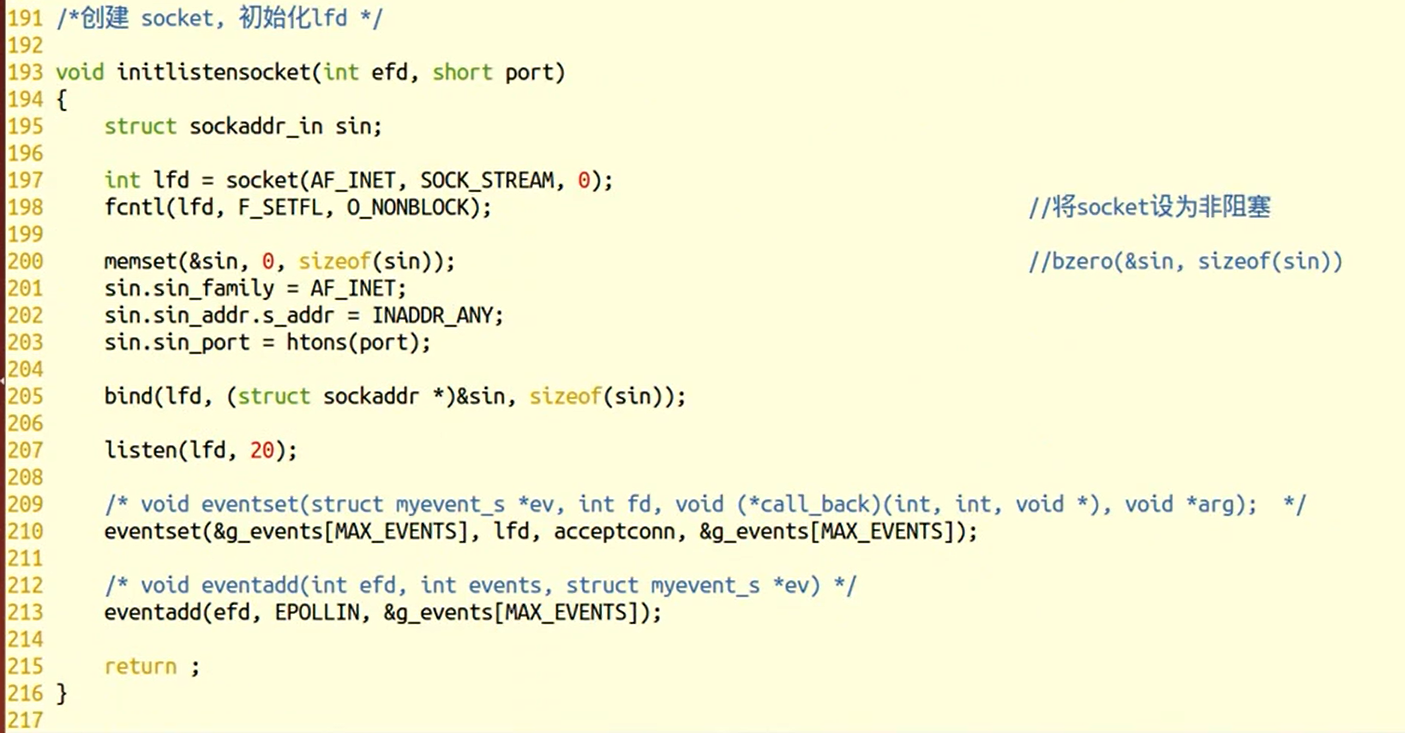 191 /*创建 socket, 初始化lfd */
192
193 void initlistensocket(int efd, short port)
194 {
195     struct sockaddr_in sin;
196
197     int lfd = socket(AF_INET, SOCK_STREAM, 0);
198     fcntl(lfd, F_SETFL, O_NONBLOCK);                                            //将socket设为非阻塞
199
200     memset(&sin, 0, sizeof(sin));                                               //bzero(&sin, sizeof(sin))
201     sin.sin_family = AF_INET;
202     sin.sin_addr.s_addr = INADDR_ANY;
203     sin.sin_port = htons(port);
204
205     bind(lfd, (struct sockaddr *)&sin, sizeof(sin));
206
207     listen(lfd, 20);
208
209     /* void eventset(struct myevent_s *ev, int fd, void (*call_back)(int, int, void *), void *arg);  */
210     eventset(&g_events[MAX_EVENTS], lfd, acceptconn, &g_events[MAX_EVENTS]);
211
212     /* void eventadd(int efd, int events, struct myevent_s *ev) */
213     eventadd(efd, EPOLLIN, &g_events[MAX_EVENTS]);
214
215     return ;
216 }
217